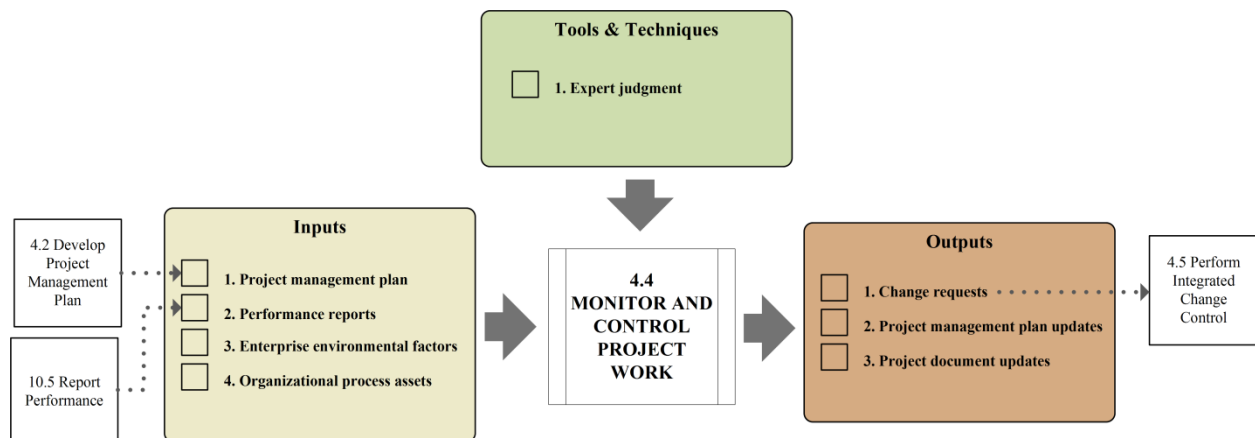 Tools & Techniques
1. Expert judgment
4.2 Develop
Project
Management
Plan
10.5 Report
Performance
Inputs
1. Project management plan
2. Performance reports
3. Enterprise environmental factors
4. Organizational process assets
4.4
MONITOR AND
CONTROL
PROJECT
WORK
Outputs
1. Change requests
2. Project management plan updates
3. Project document updates
4.5 Perform
Integrated
Change
Control